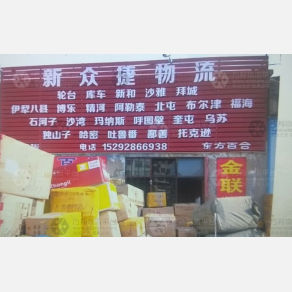 新众捷物流
轮台 库车 新和 沙雅 拜城
伊犁八县 博乐 精河 阿勒泰 北屯 布尔津 福海
石河子 沙湾 玛纳斯 呼图壁 奎屯 乌苏
独山子 哈密 吐鲁番 鄯善 托克逊
电话 15292866938
东方百合
金联